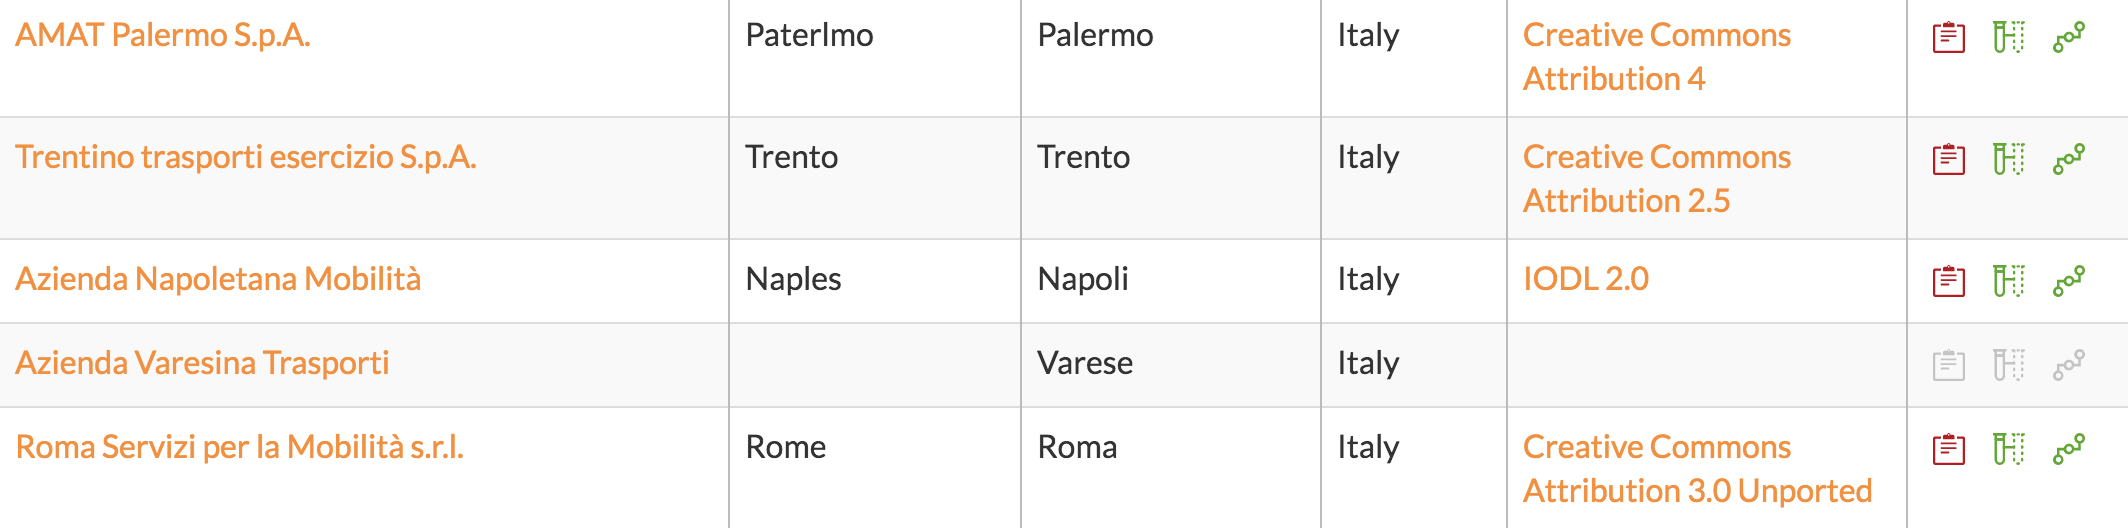 AMAT Palermo S.p.A. Paterlmo Palermo Italy Creative Commons
Attribution 4
Trentino trasporti esercizio S.p.A. Trento Trento Italy Creative Commons
Attribution 2.5
Azienda Napoletana Mobilità Naples Napoli Italy IODL 2.0
Azienda Varesina Trasporti Varese Italy
Roma Servizi per la Mobilità s.r.l. Rome Roma Italy Creative Commons
Attribution 3.0 Unported